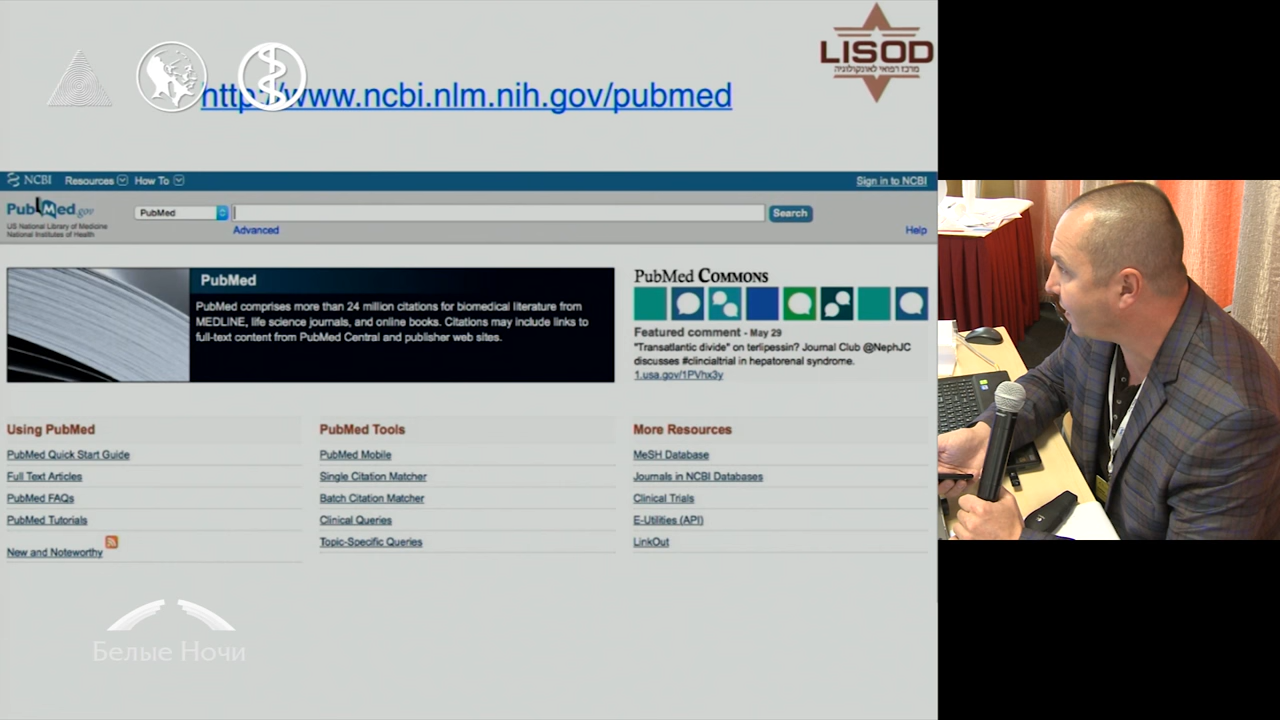 LISOD
מרכז רפואי לאונקולוגיה
http://www.ncbi.nlm.nih.gov/pubmed
NCBI Resources How To Sign in to NCBI
PubMed.gov
US National Library of Medicine
National Institutes of Health
PubMed
Search
Advanced
Help
PubMed
PubMed comprises more than 24 million citations for biomedical literature from
MEDLINE, life science journals, and online books. Citations may include links to
full-text content from PubMed Central and publisher web sites.
PubMed Commons
Featured comment - May 29
"Transatlantic divide" on terlipessin? Journal Club @NephJC
discusses #clincialtrial in hepatorenal syndrome.
1.usa.gov/1PVhx3y
Using PubMed
PubMed Quick Start Guide
Full Text Articles
PubMed FAQs
PubMed Tutorials
New and Noteworthy
PubMed Tools
PubMed Mobile
Single Citation Matcher
Batch Citation Matcher
Clinical Queries
Topic-Specific Queries
More Resources
MeSH Database
Journals in NCBI Databases
Clinical Trials
E-Utilities (API)
LinkOut
Белые Ночи